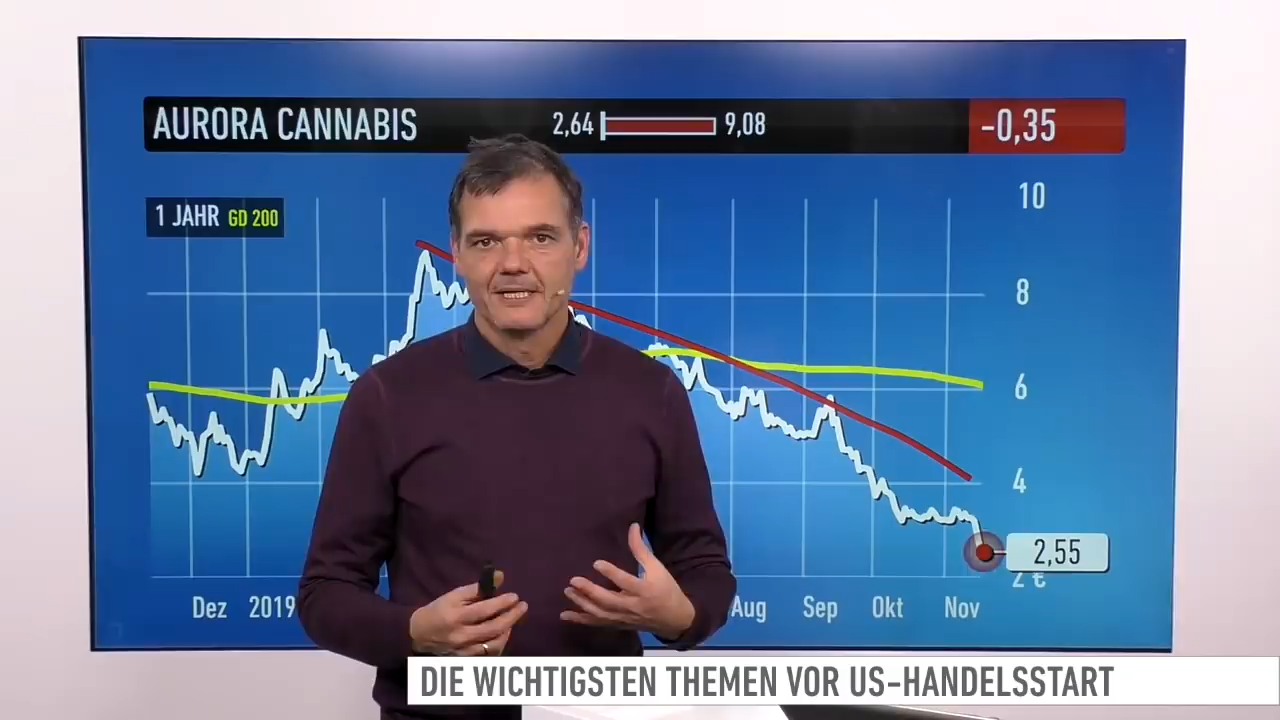 AURORA CANNABIS 2,64 9,08 -0,35
1 JAHR GD 200
10
8
6
4
2,55
2 €
Dez 2019 Aug Sep Okt Nov
DIE WICHTIGSTEN THEMEN VOR US-HANDELSSTART